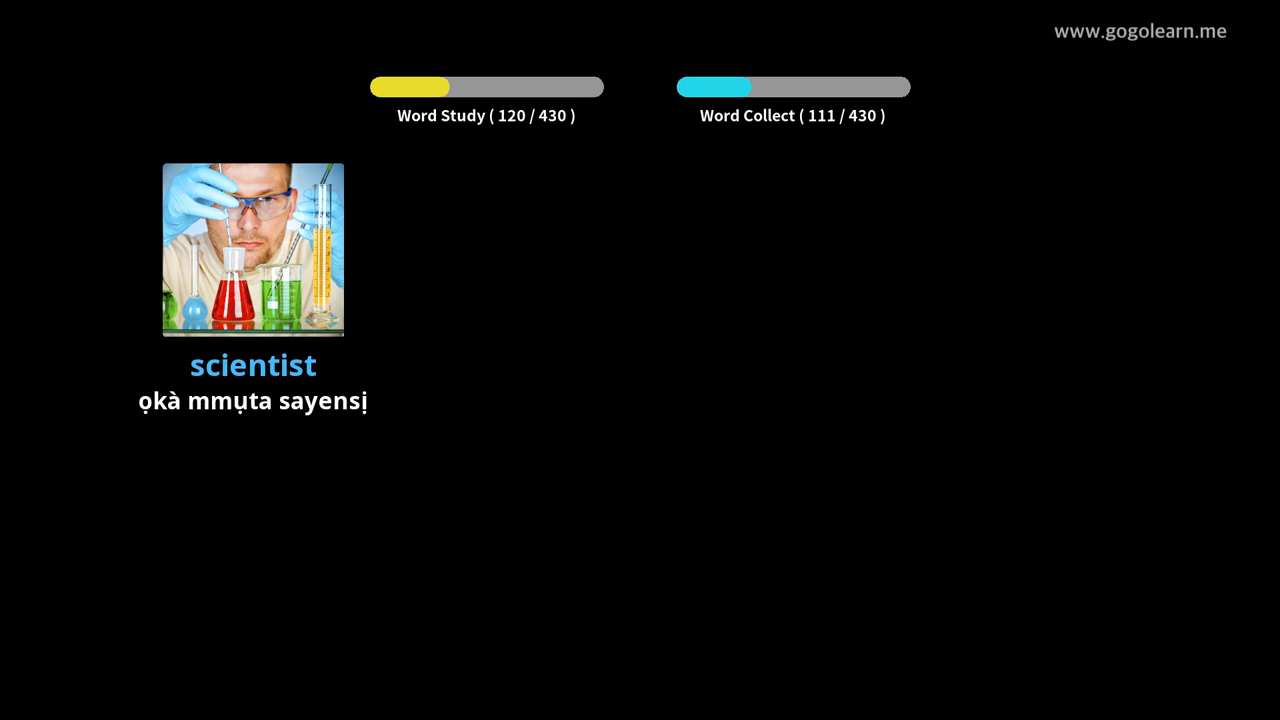 www.gogolearn.me
Word Study ( 120 / 430 )
Word Collect ( 111 / 430 )
scientist
ọkà mmụta sayensị